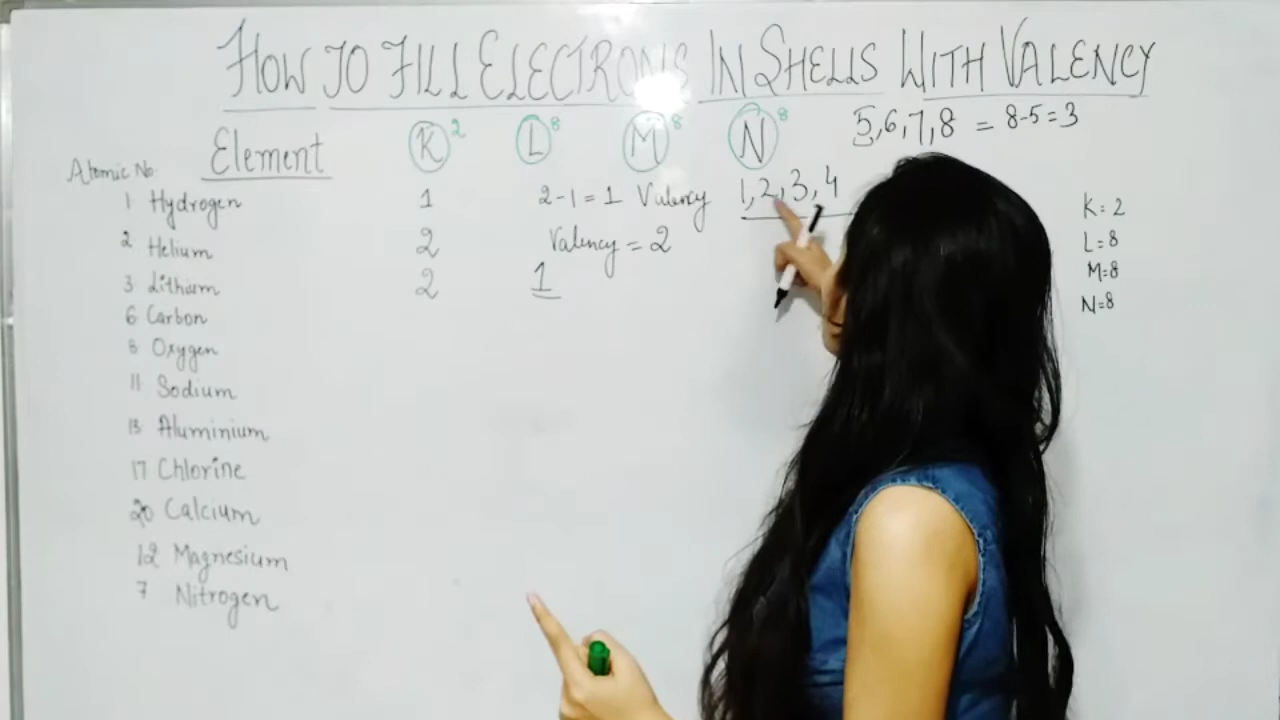 HOW TO FILL ELECTRONS IN SHELLS WITH VALENCY
Atomic No. Element K 2 L 8 M 8 N 8 5,6,7,8 = 8-5=3
1 Hydrogen 1 2-1=1 Valency 1,2,3,4
2 Helium 2 Valency = 2
3 Lithium 2 1
6 Carbon
8 Oxygen
11 Sodium
13 Aluminium
17 Chlorine
20 Calcium
12 Magnesium
7 Nitrogen
K=2
L=8
M=8
N=8